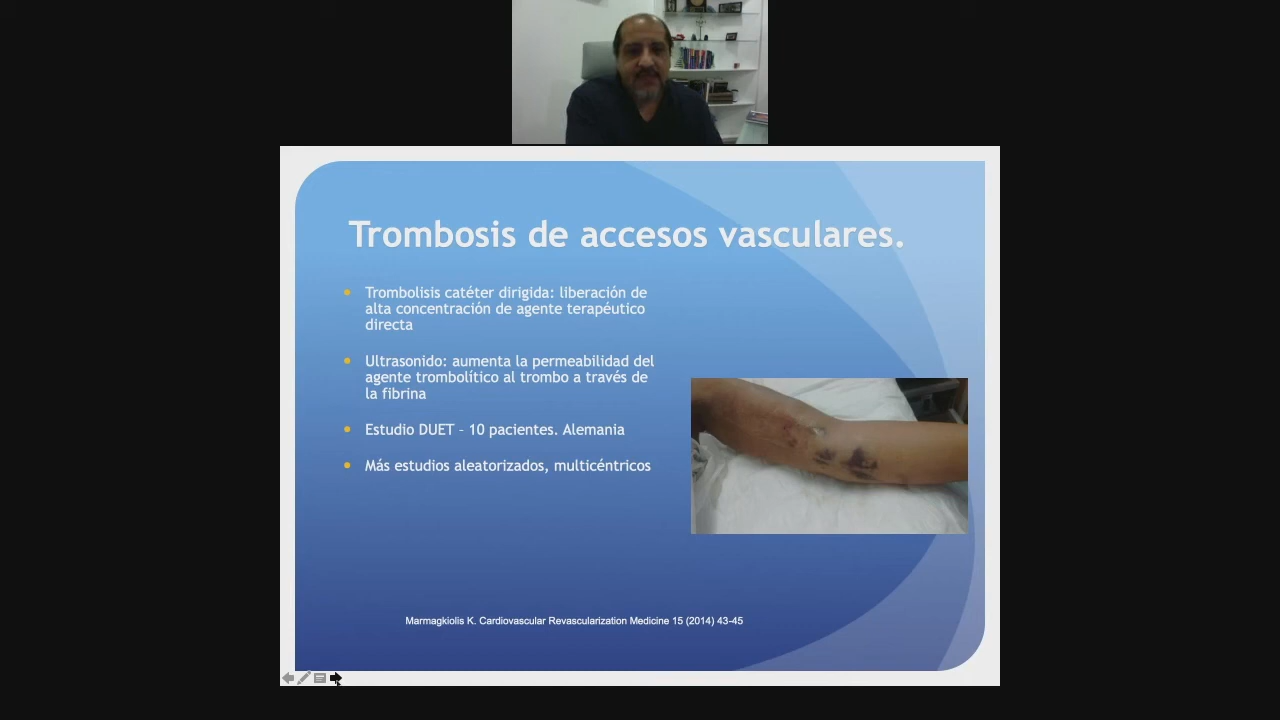 Trombosis de accesos vasculares.
Trombolisis catéter dirigida: liberación de
alta concentración de agente terapéutico
directa
Ultrasonido: aumenta la permeabilidad del
agente trombolítico al trombo a través de
la fibrina
Estudio DUET – 10 pacientes. Alemania
Más estudios aleatorizados, multicéntricos
Marmagkiolis K. Cardiovascular Revascularization Medicine 15 (2014) 43-45